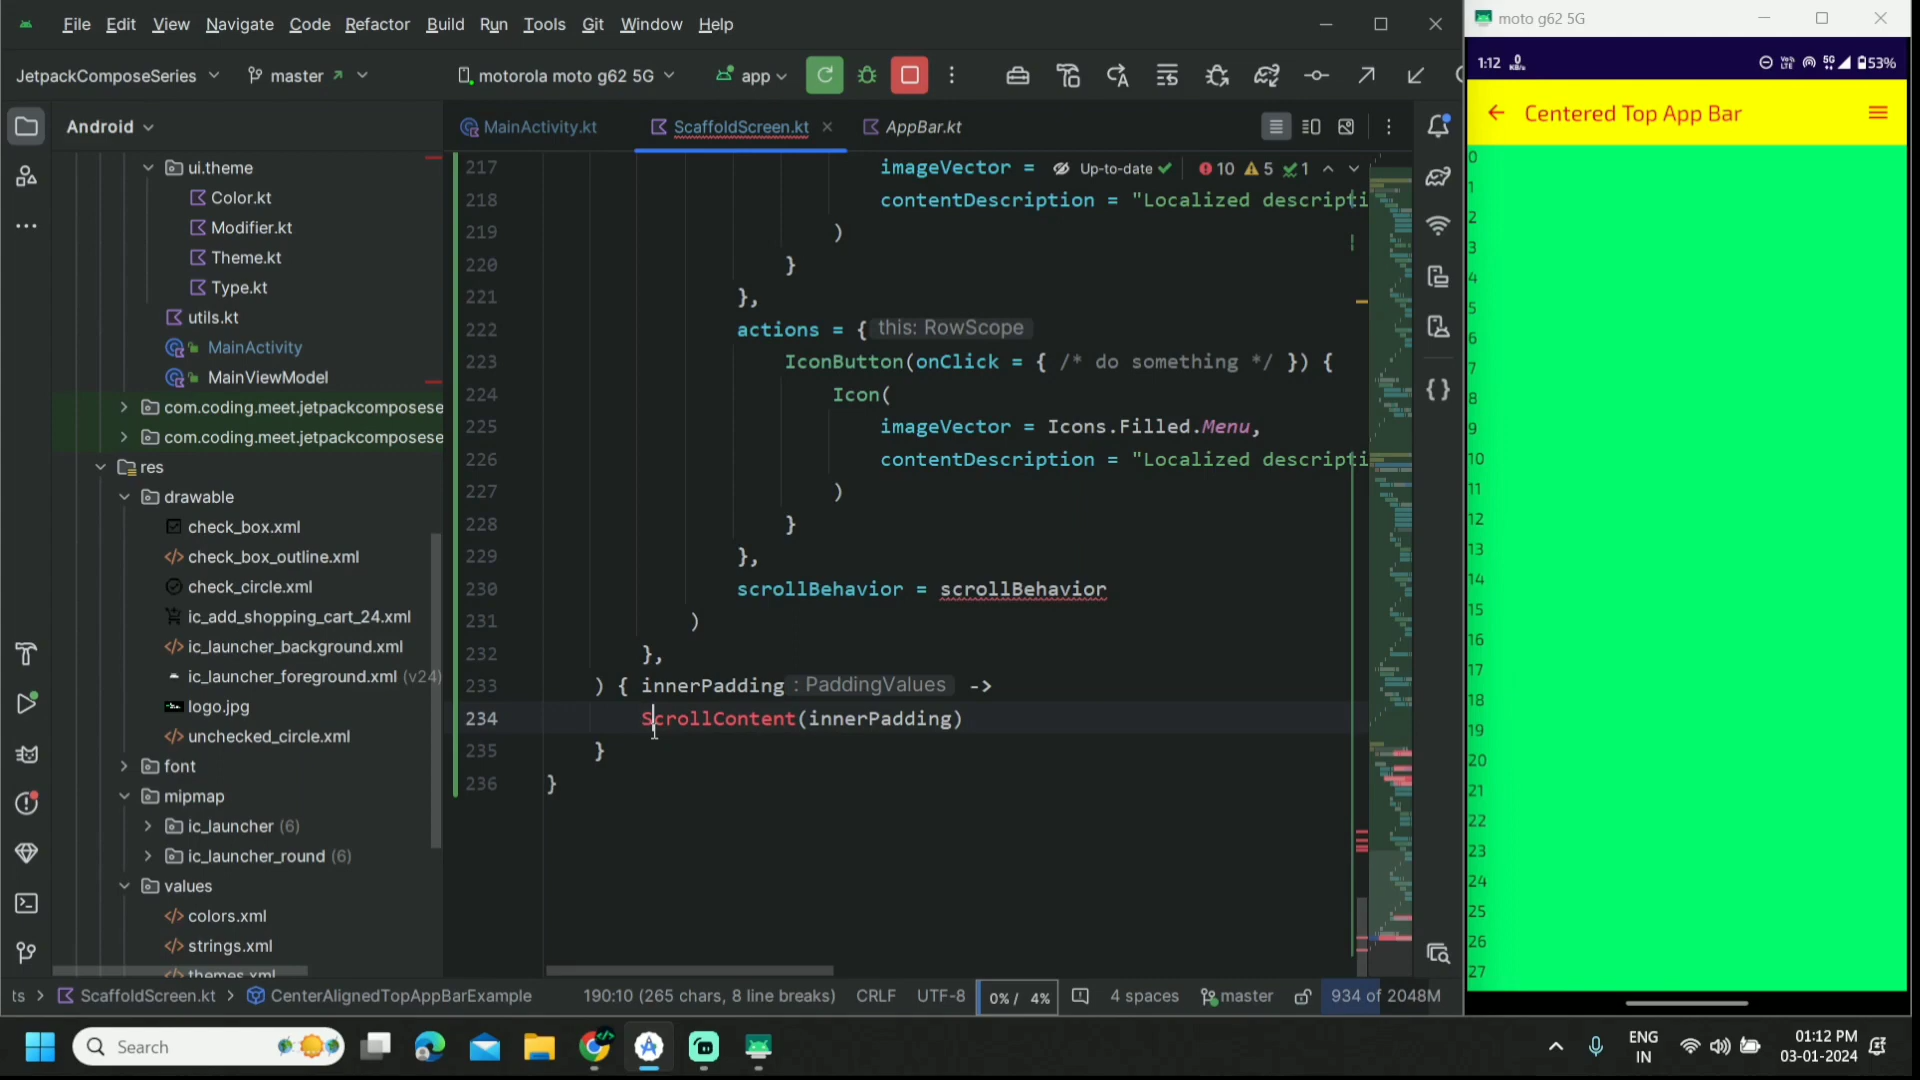 File Edit View Navigate Code Refactor Build Run Tools Git Window Help
JetpackComposeSeries master motorola moto g62 5G app
Android
ui.theme
Color.kt
Modifier.kt
Theme.kt
Type.kt
utils.kt
MainActivity
MainViewModel
com.coding.meet.jetpackcomposese
com.coding.meet.jetpackcomposese
res
drawable
check_box.xml
check_box_outline.xml
check_circle.xml
ic_add_shopping_cart_24.xml
ic_launcher_background.xml
ic_launcher_foreground.xml (v24)
logo.jpg
unchecked_circle.xml
font
mipmap
ic_launcher (6)
ic_launcher_round (6)
values
colors.xml
strings.xml
themes.xml
MainActivity.kt ScaffoldScreen.kt AppBar.kt
217 imageVector = Up-to-date 10 5 1
218 contentDescription = "Localized descripti
219 )
220 }
221 },
222 actions = { this: RowScope
223 IconButton(onClick = { /* do something */ }) {
224 Icon(
225 imageVector = Icons.Filled.Menu,
226 contentDescription = "Localized descripti
227 )
228 }
229 },
230 scrollBehavior = scrollBehavior
231 )
232 },
233 ) { innerPadding : PaddingValues ->
234 ScrollContent(innerPadding)
235 }
236 }
ts > ScaffoldScreen.kt > CenterAlignedTopAppBarExample 190:10 (265 chars, 8 line breaks) CRLF UTF-8 0% / 4% 4 spaces master 934 of 2048M
moto g62 5G
1:12 0 KB/s VoLTE 5G 53%
Centered Top App Bar
0
1
2
3
4
5
6
7
8
9
10
11
12
13
14
15
16
17
18
19
20
21
22
23
24
25
26
27
Search
ENG
IN
01:12 PM
03-01-2024